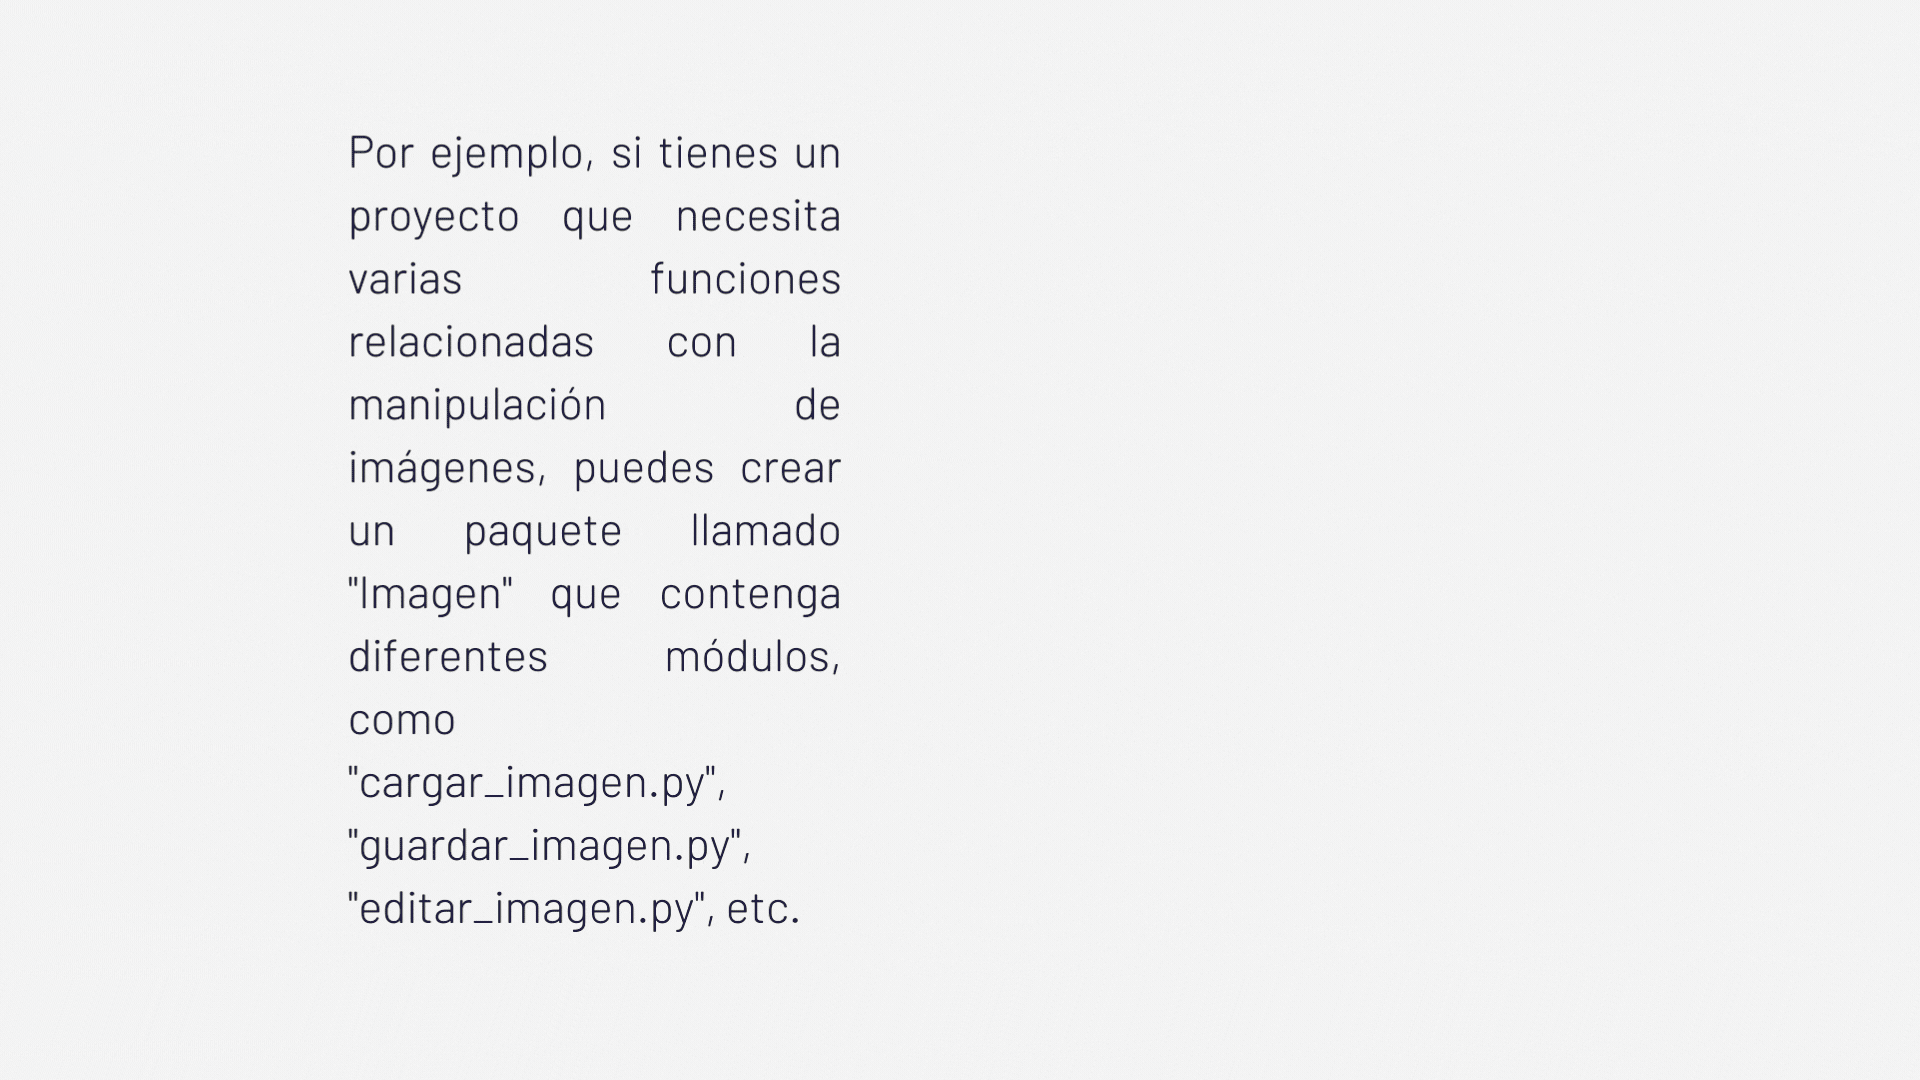 Por ejemplo, si tienes un
proyecto que necesita
varias funciones
relacionadas con la
manipulación de
imágenes, puedes crear
un paquete llamado
"Imagen" que contenga
diferentes módulos,
como
"cargar_imagen.py",
"guardar_imagen.py",
"editar_imagen.py", etc.